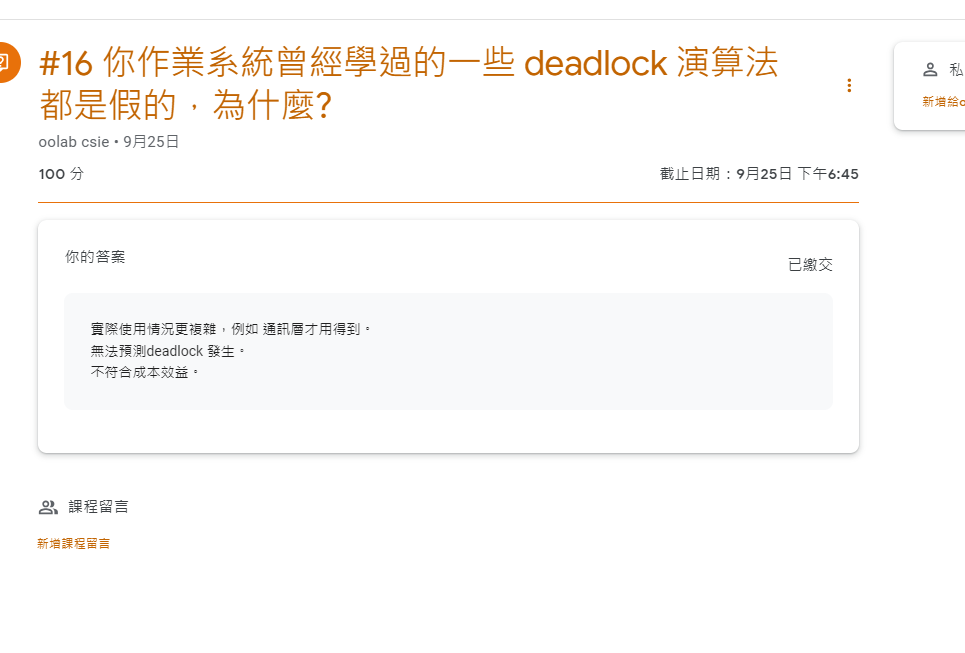 #16 你作業系統曾經學過的一些 deadlock 演算法
都是假的，為什麼?
oolab csie • 9月25日
100 分
截止日期：9月25日 下午6:45
你的答案
已繳交
實際使用情況更複雜，例如 通訊層才用得到。
無法預測deadlock 發生。
不符合成本效益。
課程留言
新增課程留言
私
新增給o